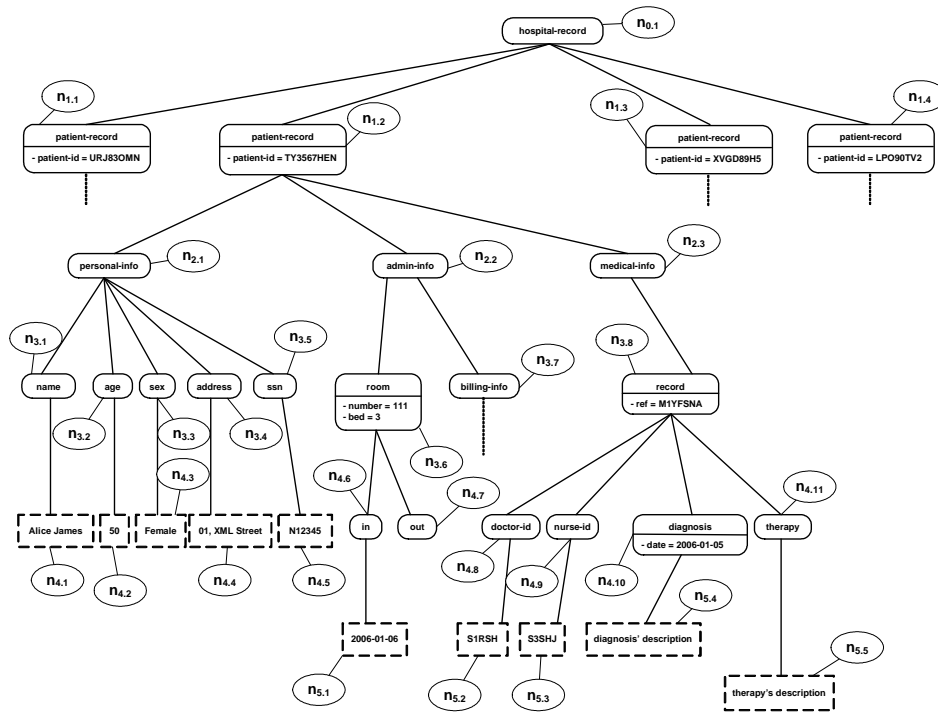 hospital-record
n0.1
n1.1
n1.2
n1.3
n1.4
patient-record
- patient-id = URJ83OMN
patient-record
- patient-id = TY3567HEN
patient-record
- patient-id = XVGD89H5
patient-record
- patient-id = LPO90TV2
personal-info
n2.1
admin-info
n2.2
medical-info
n2.3
n3.1
n3.5
n3.8
name
age
sex
address
ssn
room
- number = 111
- bed = 3
billing-info
n3.7
record
- ref = M1YFSNA
n3.2
n3.3
n3.4
n3.6
n4.3
n4.6
n4.7
n4.11
Alice James
50
Female
01, XML Street
N12345
in
out
doctor-id
nurse-id
diagnosis
- date = 2006-01-05
therapy
n4.1
n4.2
n4.4
n4.5
n4.8
n4.9
n4.10
n5.4
2006-01-06
S1RSH
S3SHJ
diagnosis' description
n5.5
n5.1
n5.2
n5.3
therapy's description